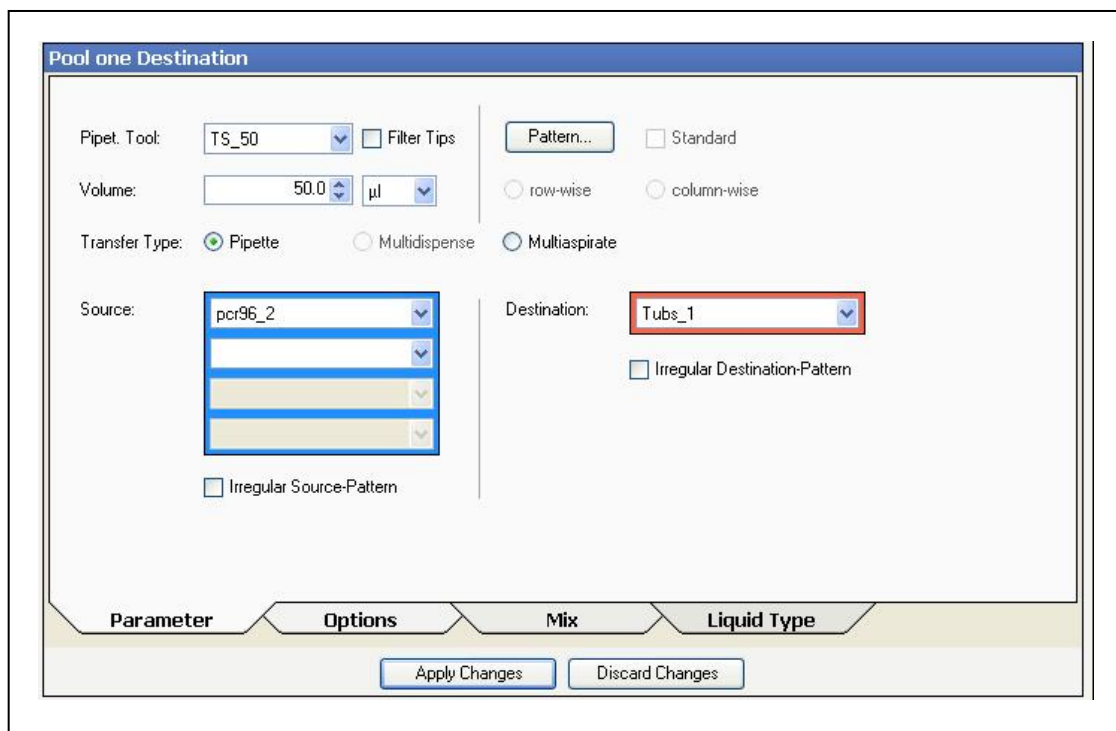 Pool one Destination
Pipet. Tool: TS_50 Filter Tips Pattern... Standard
Volume: 50.0 µl row-wise column-wise
Transfer Type: Pipette Multidispense Multiaspirate
Source: pcr96_2 Destination: Tubs_1
Irregular Destination-Pattern
Irregular Source-Pattern
Parameter Options Mix Liquid Type
Apply Changes Discard Changes